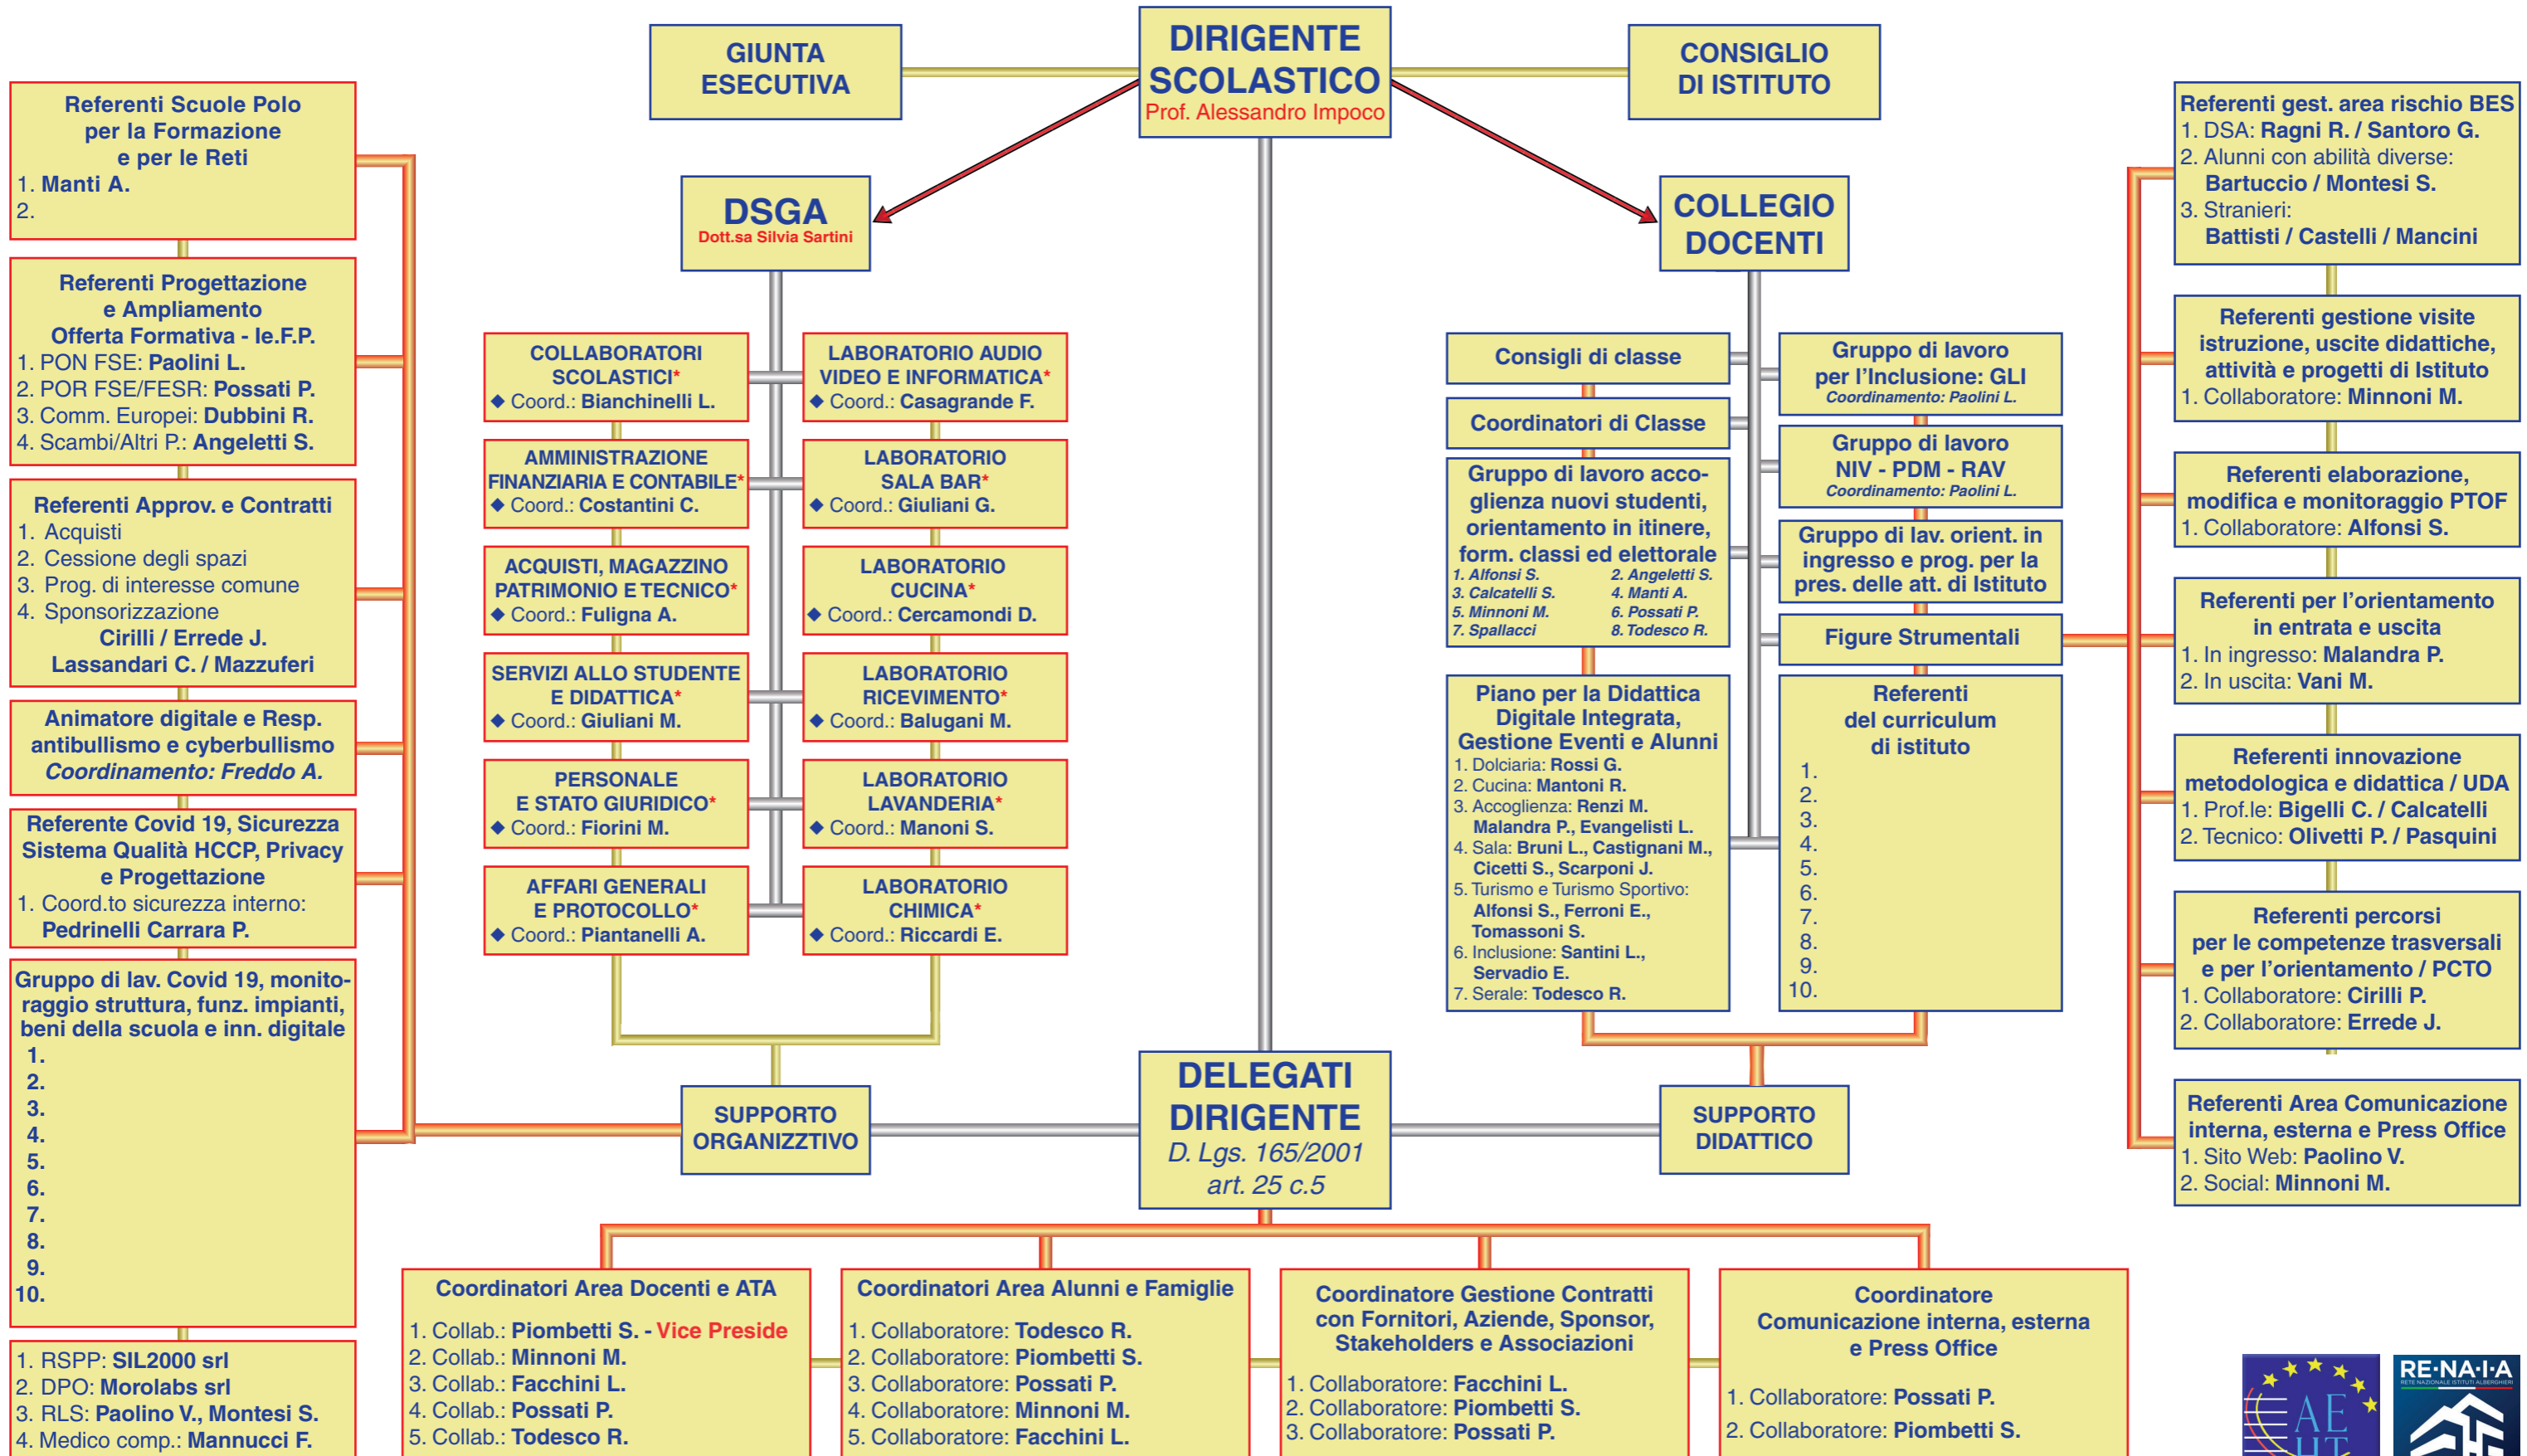 GIUNTA
ESECUTIVA
DIRIGENTE
SCOLASTICO
Prof. Alessandro Impoco
CONSIGLIO
DI ISTITUTO
Referenti Scuole Polo
per la Formazione
e per le Reti
1. Manti A.
2.
Referenti Progettazione
e Ampliamento
Offerta Formativa - Ie.F.P.
1. PON FSE: Paolini L.
2. POR FSE/FESR: Possati P.
3. Comm. Europei: Dubbini R.
4. Scambi/Altri P.: Angeletti S.
Referenti Approv. e Contratti
1. Acquisti
2. Cessione degli spazi
3. Prog. di interesse comune
4. Sponsorizzazione
Cirilli / Errede J.
Lassandari C. / Mazzuferi
Animatore digitale e Resp.
antibullismo e cyberbullismo
Coordinamento: Freddo A.
Referente Covid 19, Sicurezza
Sistema Qualità HCCP, Privacy
e Progettazione
1. Coord.to sicurezza interno:
Pedrinelli Carrara P.
Gruppo di lav. Covid 19, monito-
raggio struttura, funz. impianti,
beni della scuola e inn. digitale
1.
2.
3.
4.
5.
6.
7.
8.
9.
10.
1. RSPP: SIL2000 srl
2. DPO: Morolabs srl
3. RLS: Paolino V., Montesi S.
4. Medico comp.: Mannucci F.
DSGA
Dott.sa Silvia Sartini
COLLABORATORI
SCOLASTICI*
◆ Coord.: Bianchinelli L.
AMMINISTRAZIONE
FINANZIARIA E CONTABILE*
◆ Coord.: Costantini C.
ACQUISTI, MAGAZZINO
PATRIMONIO E TECNICO*
◆ Coord.: Fuligna A.
SERVIZI ALLO STUDENTE
E DIDATTICA*
◆ Coord.: Giuliani M.
PERSONALE
E STATO GIURIDICO*
◆ Coord.: Fiorini M.
AFFARI GENERALI
E PROTOCOLLO*
◆ Coord.: Piantanelli A.
LABORATORIO AUDIO
VIDEO E INFORMATICA*
◆ Coord.: Casagrande F.
LABORATORIO
SALA BAR*
◆ Coord.: Giuliani G.
LABORATORIO
CUCINA*
◆ Coord.: Cercamondi D.
LABORATORIO
RICEVIMENTO*
◆ Coord.: Balugani M.
LABORATORIO
LAVANDERIA*
◆ Coord.: Manoni S.
LABORATORIO
CHIMICA*
◆ Coord.: Riccardi E.
SUPPORTO
ORGANIZZTIVO
COLLEGIO
DOCENTI
Consigli di classe
Coordinatori di Classe
Gruppo di lavoro acco-
glienza nuovi studenti,
orientamento in itinere,
form. classi ed elettorale
1. Alfonsi S. 2. Angeletti S.
3. Calcatelli S. 4. Manti A.
5. Minnoni M. 6. Possati P.
7. Spallacci 8. Todesco R.
Piano per la Didattica
Digitale Integrata,
Gestione Eventi e Alunni
1. Dolciaria: Rossi G.
2. Cucina: Mantoni R.
3. Accoglienza: Renzi M.
Malandra P., Evangelisti L.
4. Sala: Bruni L., Castignani M.,
Cicetti S., Scarponi J.
5. Turismo e Turismo Sportivo:
Alfonsi S., Ferroni E.,
Tomassoni S.
6. Inclusione: Santini L.,
Servadio E.
7. Serale: Todesco R.
Gruppo di lavoro
per l'Inclusione: GLI
Coordinamento: Paolini L.
Gruppo di lavoro
NIV - PDM - RAV
Coordinamento: Paolini L.
Gruppo di lav. orient. in
ingresso e prog. per la
pres. delle att. di Istituto
Figure Strumentali
Referenti
del curriculum
di istituto
1.
2.
3.
4.
5.
6.
7.
8.
9.
10.
SUPPORTO
DIDATTICO
Referenti gest. area rischio BES
1. DSA: Ragni R. / Santoro G.
2. Alunni con abilità diverse:
Bartuccio / Montesi S.
3. Stranieri:
Battisti / Castelli / Mancini
Referenti gestione visite
istruzione, uscite didattiche,
attività e progetti di Istituto
1. Collaboratore: Minnoni M.
Referenti elaborazione,
modifica e monitoraggio PTOF
1. Collaboratore: Alfonsi S.
Referenti per l'orientamento
in entrata e uscita
1. In ingresso: Malandra P.
2. In uscita: Vani M.
Referenti innovazione
metodologica e didattica / UDA
1. Prof.le: Bigelli C. / Calcatelli
2. Tecnico: Olivetti P. / Pasquini
Referenti percorsi
per le competenze trasversali
e per l'orientamento / PCTO
1. Collaboratore: Cirilli P.
2. Collaboratore: Errede J.
Referenti Area Comunicazione
interna, esterna e Press Office
1. Sito Web: Paolino V.
2. Social: Minnoni M.
DELEGATI
DIRIGENTE
D. Lgs. 165/2001
art. 25 c.5
Coordinatori Area Docenti e ATA
1. Collab.: Piombetti S. - Vice Preside
2. Collab.: Minnoni M.
3. Collab.: Facchini L.
4. Collab.: Possati P.
5. Collab.: Todesco R.
Coordinatori Area Alunni e Famiglie
1. Collaboratore: Todesco R.
2. Collaboratore: Piombetti S.
3. Collaboratore: Possati P.
4. Collaboratore: Minnoni M.
5. Collaboratore: Facchini L.
Coordinatore Gestione Contratti
con Fornitori, Aziende, Sponsor,
Stakeholders e Associazioni
1. Collaboratore: Facchini L.
2. Collaboratore: Piombetti S.
3. Collaboratore: Possati P.
Coordinatore
Comunicazione interna, esterna
e Press Office
1. Collaboratore: Possati P.
2. Collaboratore: Piombetti S.
AE
HT
RE·NA·I·A
RETE NAZIONALE ISTITUTI ALBERGHIERI